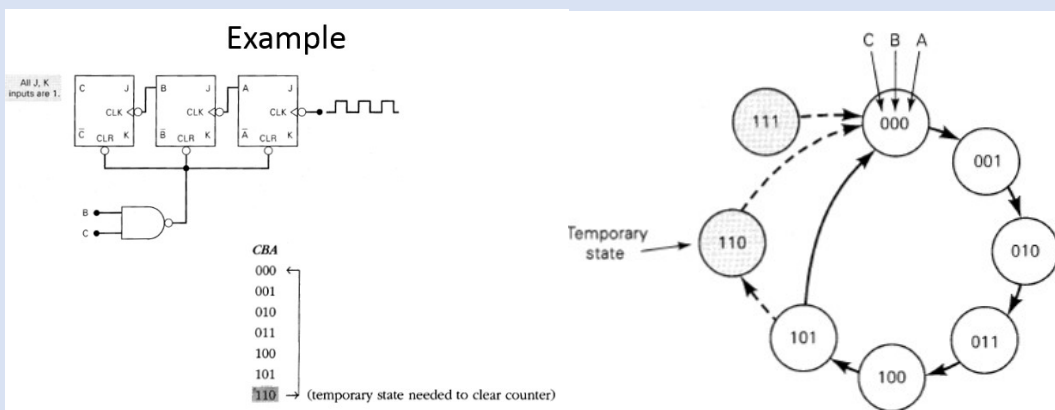 Example
All J, K
inputs are 1.
C J B J A J
CLK CLK CLK
C̅ CLR K B̅ CLR K A̅ CLR K
B
C
CBA
000
001
010
011
100
101
110 (temporary state needed to clear counter)
C B A
000
111
001
110
Temporary
state
010
101
011
100